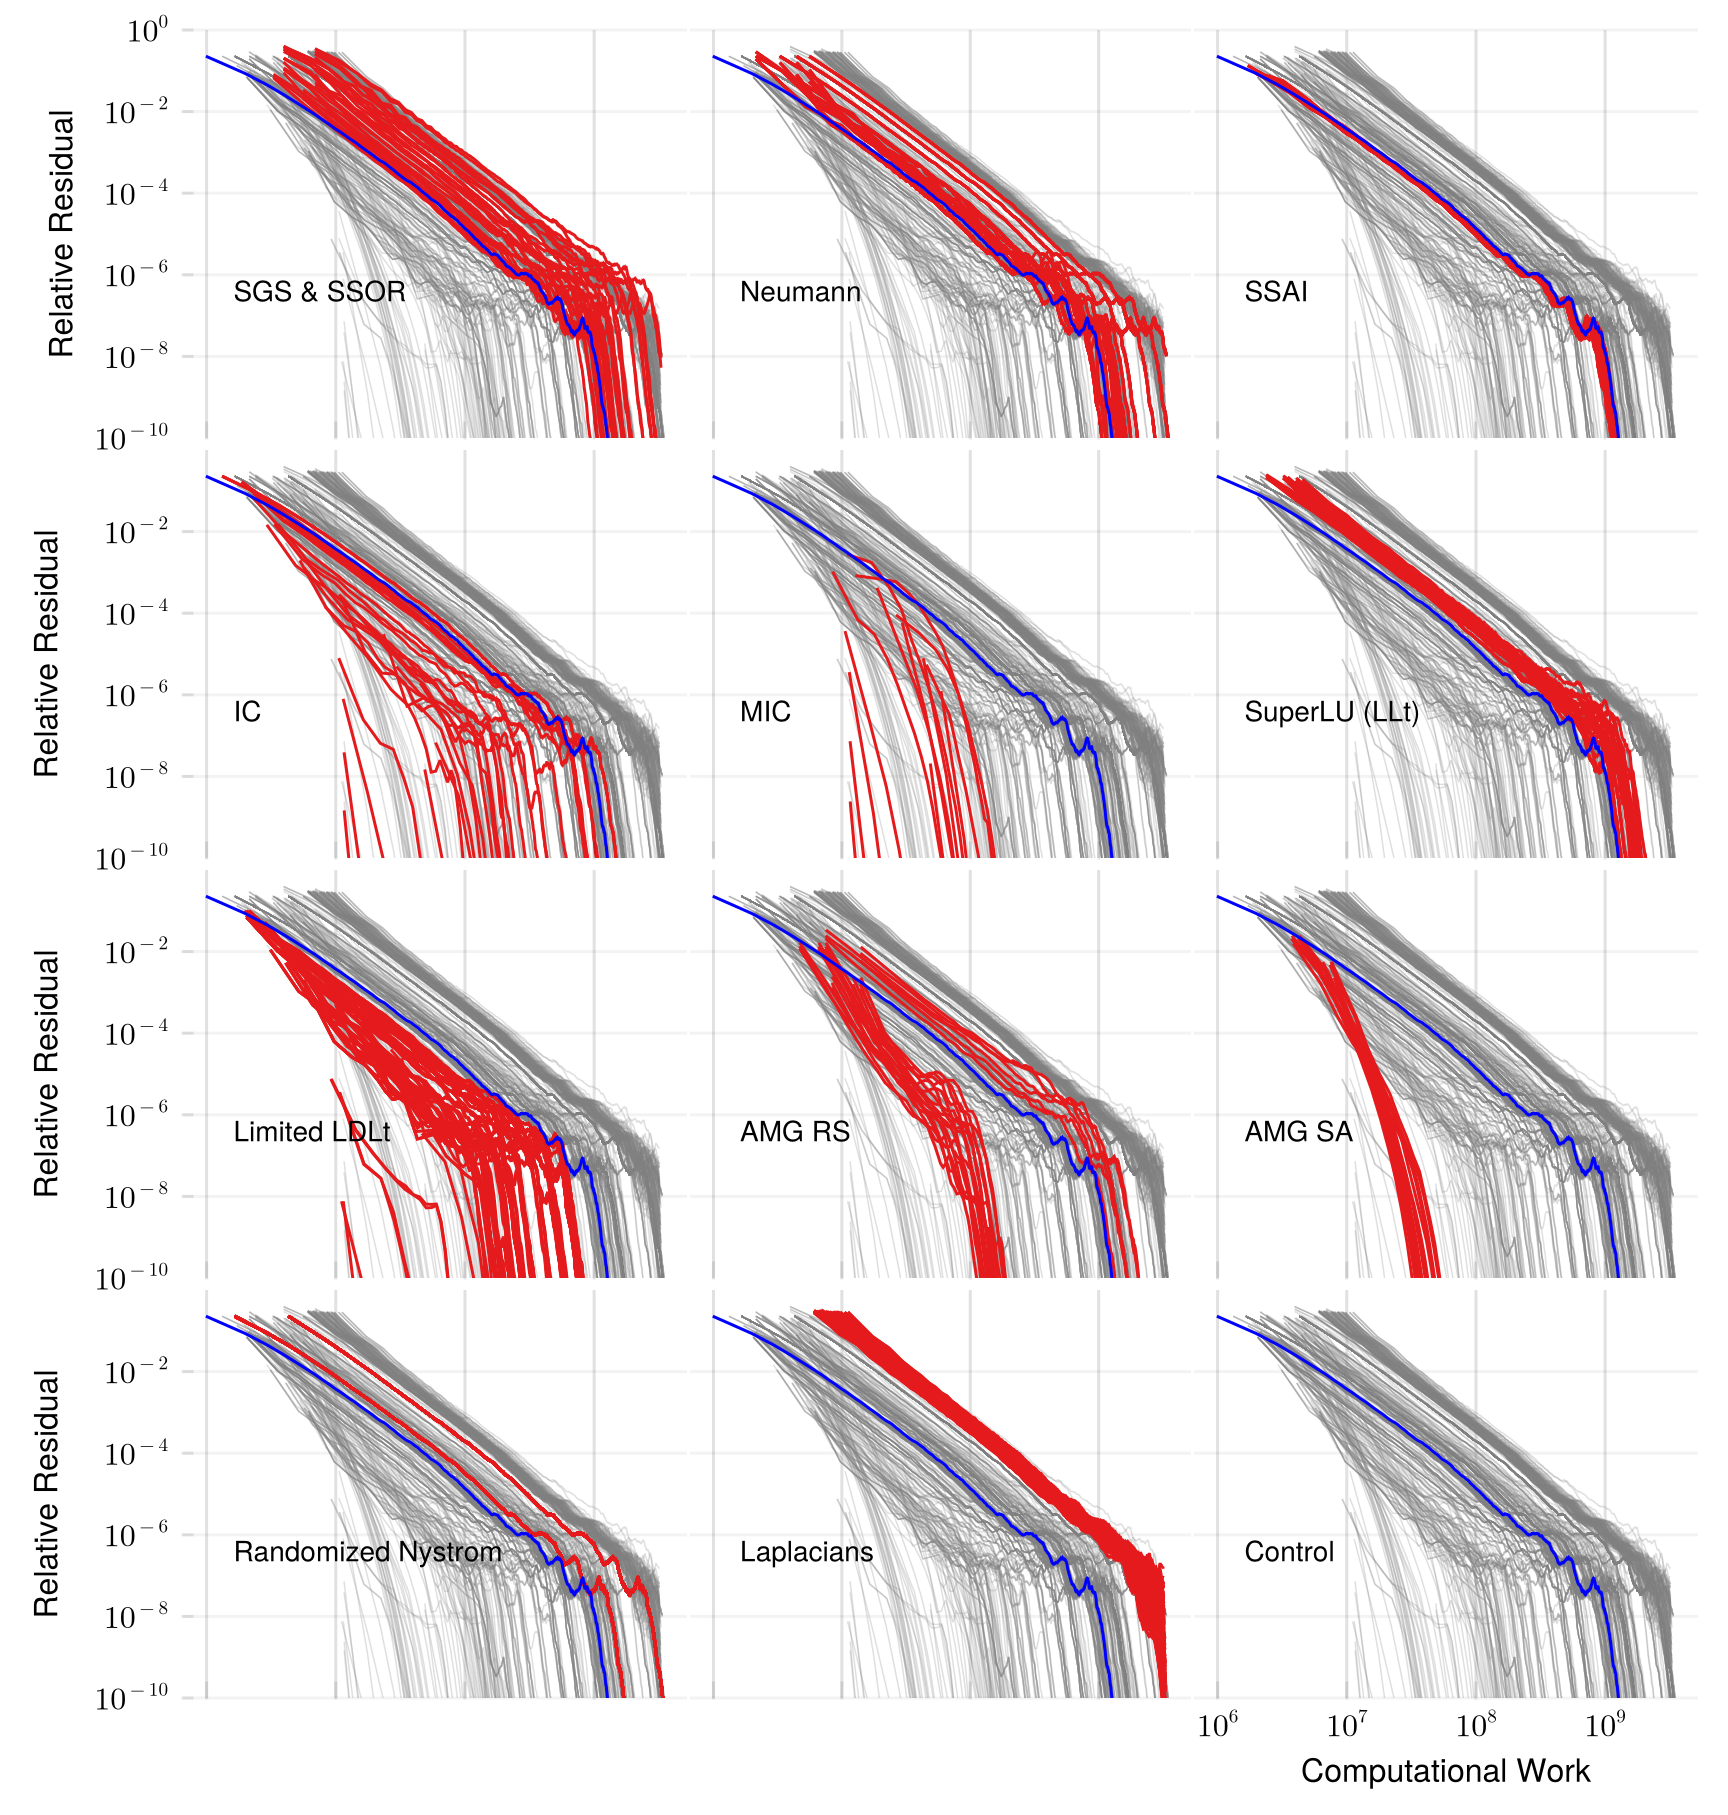 10^0
10^−2
10^−4
10^−6
10^−8
10^−10
Relative Residual
SGS & SSOR
Neumann
SSAI
10^−2
10^−4
10^−6
10^−8
10^−10
Relative Residual
IC
MIC
SuperLU (LLt)
10^−2
10^−4
10^−6
10^−8
10^−10
Relative Residual
Limited LDLt
AMG RS
AMG SA
10^−2
10^−4
10^−6
10^−8
10^−10
Relative Residual
Randomized Nystrom
Laplacians
Control
10^6 10^7 10^8 10^9
Computational Work